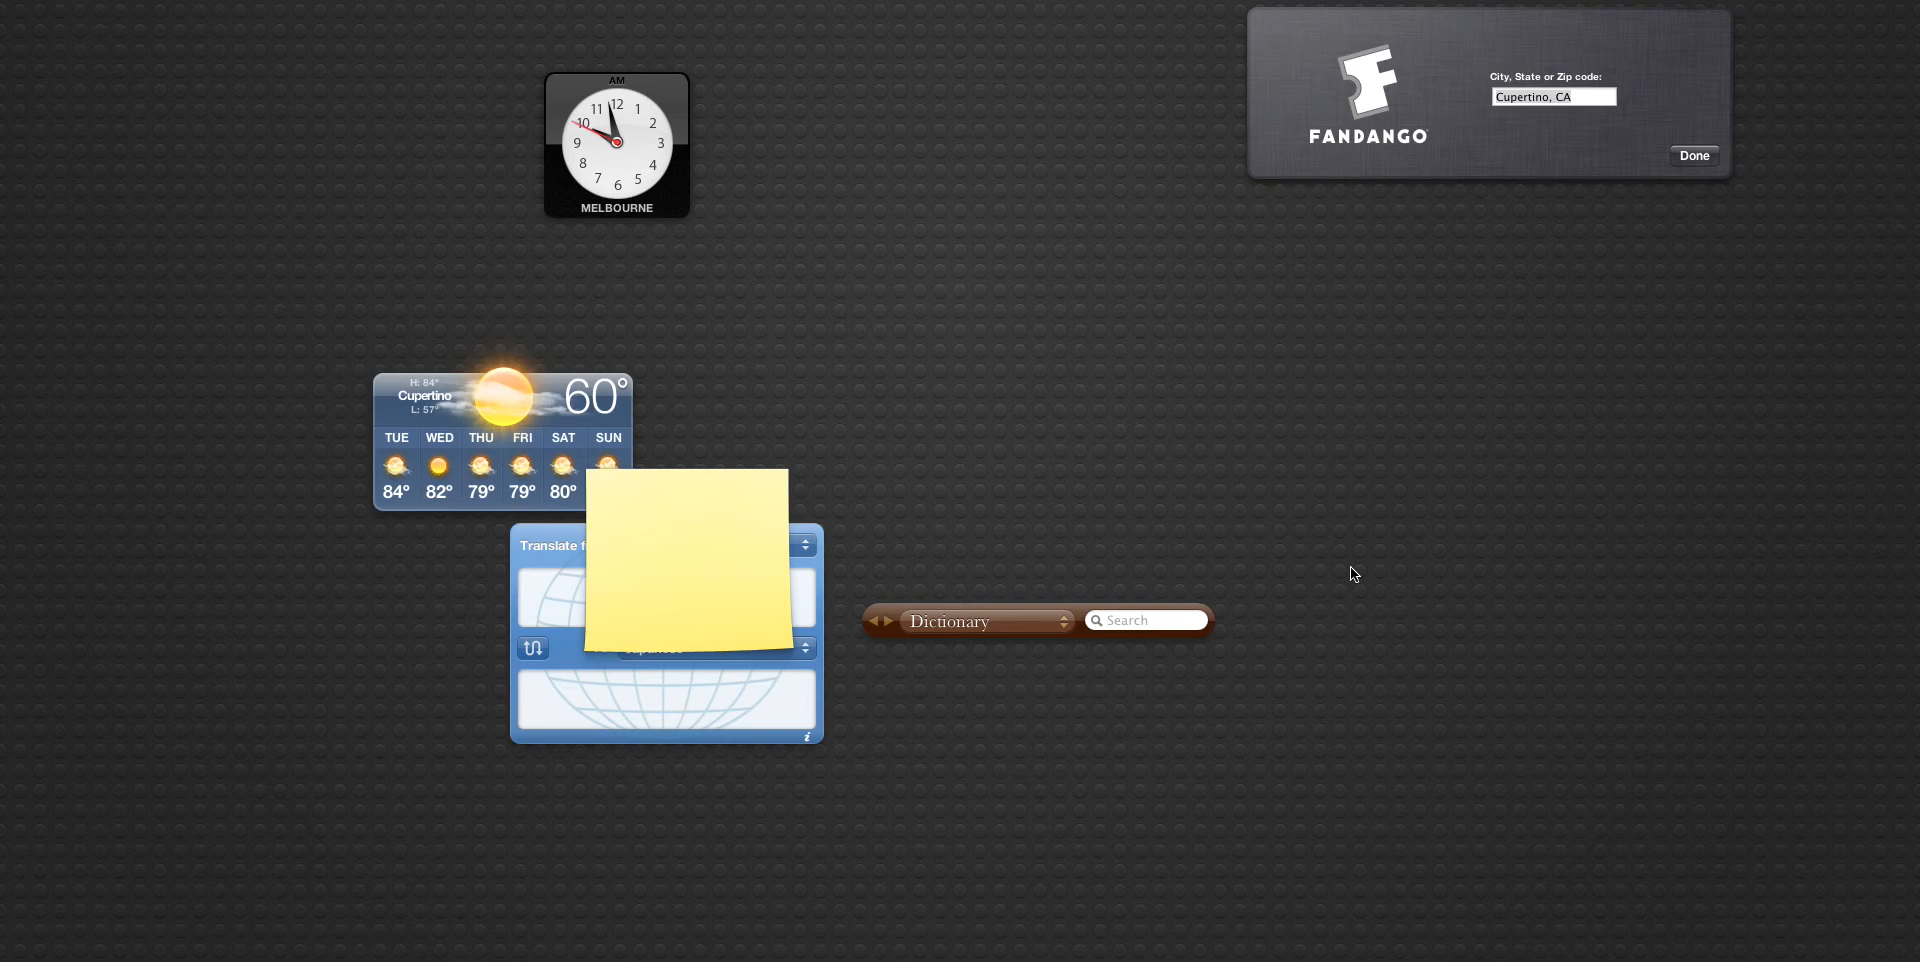 AM
11 12 1
10 2
9 3
8 4
7 6 5
MELBOURNE
FANDANGO
City, State or Zip code:
Cupertino, CA
Done
H: 84°
Cupertino
L: 57°
60°
TUE WED THU FRI SAT SUN
84° 82° 79° 79° 80°
Translate f
Dictionary
Search
i